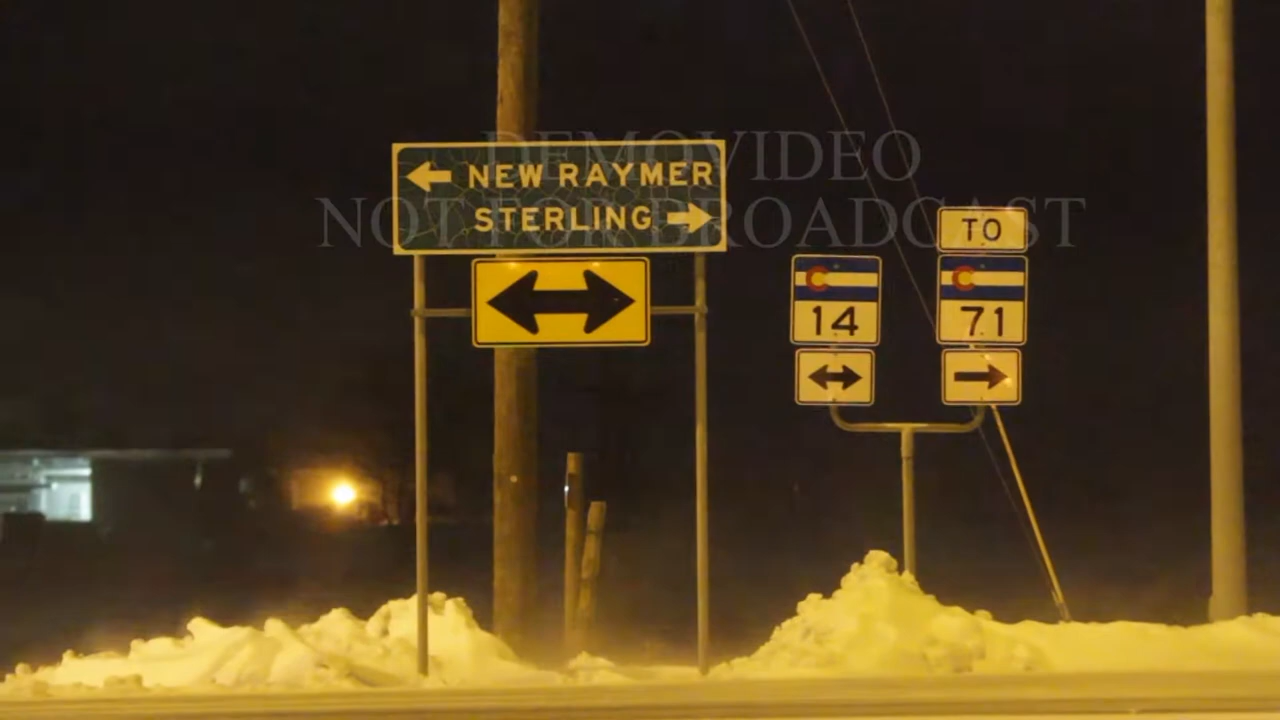 DEMO VIDEO
NOT FOR BROADCAST
NEW RAYMER
STERLING
TO
14
71